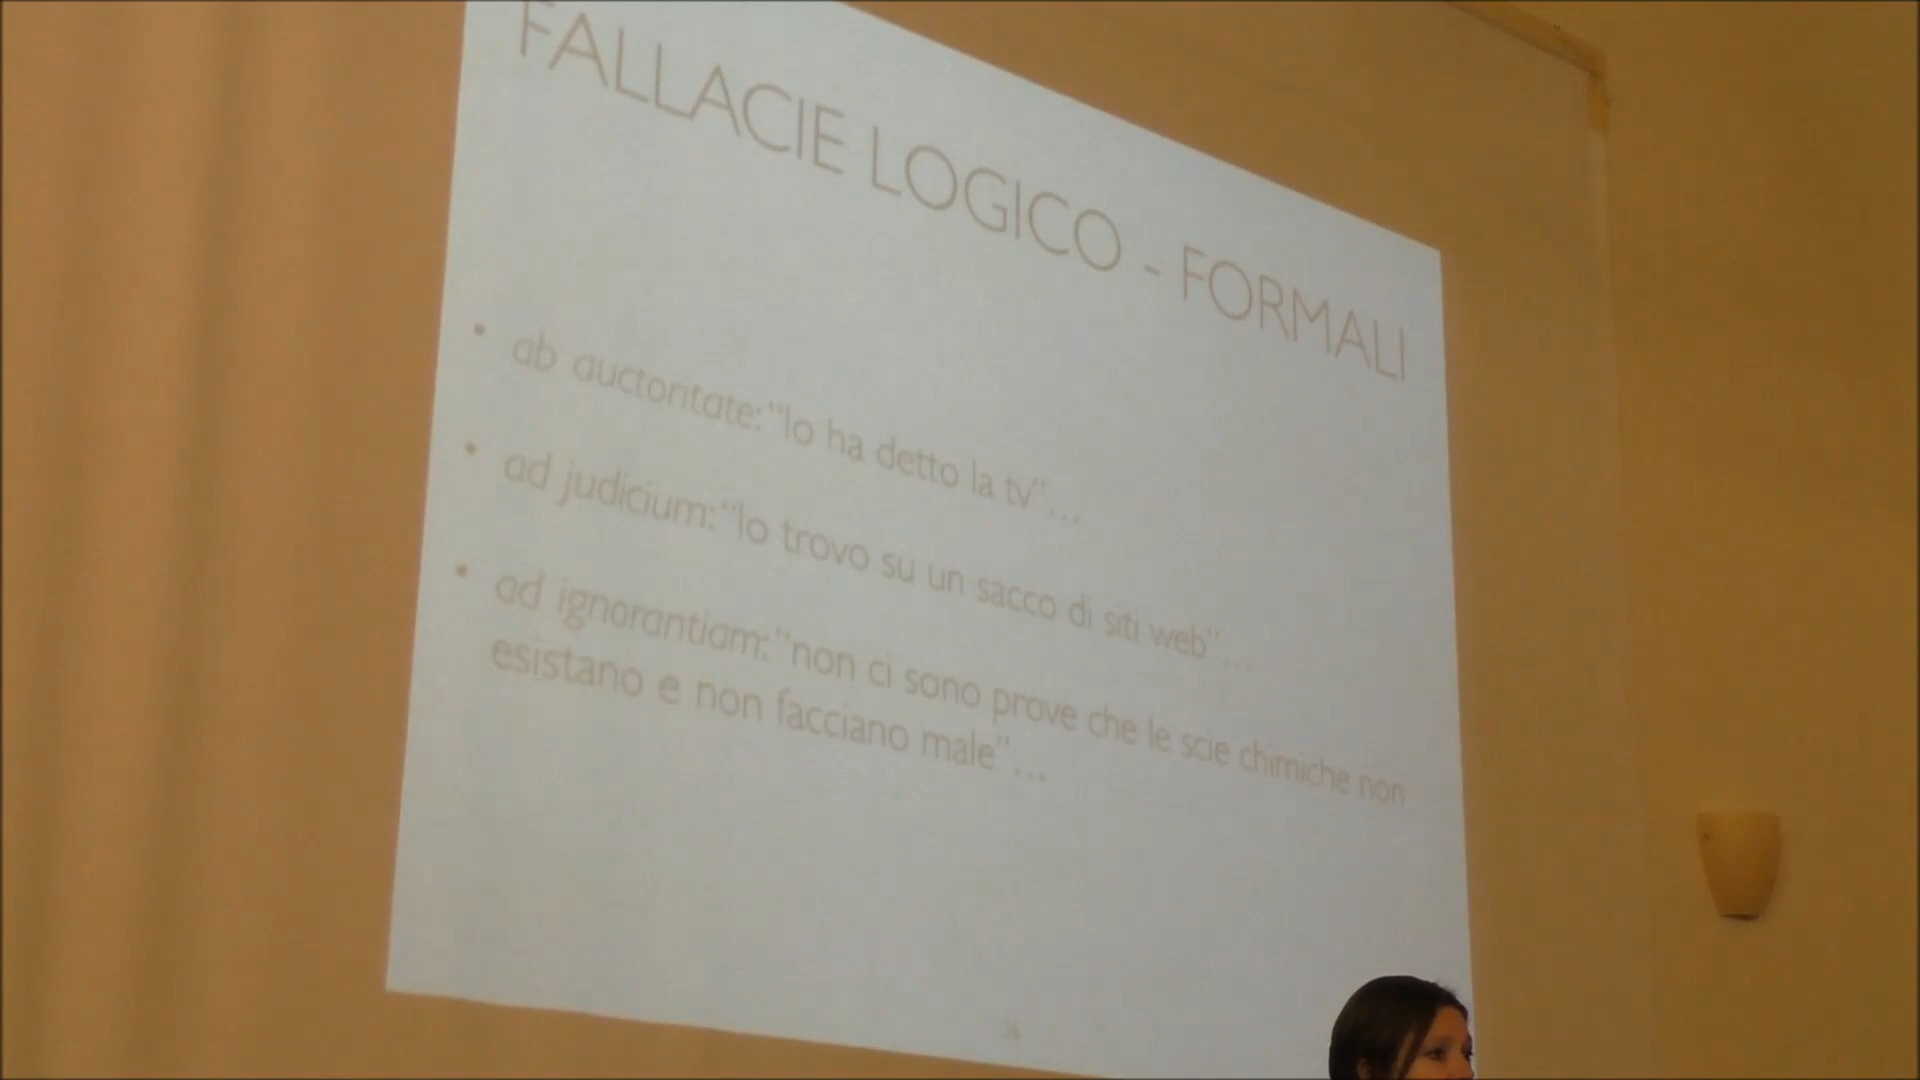 FALLACIE LOGICO - FORMALI
• ab auctoritate: "lo ha detto la tv"...
• ad judicium: "lo trovo su un sacco di siti web"...
• ad ignorantiam: "non ci sono prove che le scie chimiche non
esistano e non facciano male"...